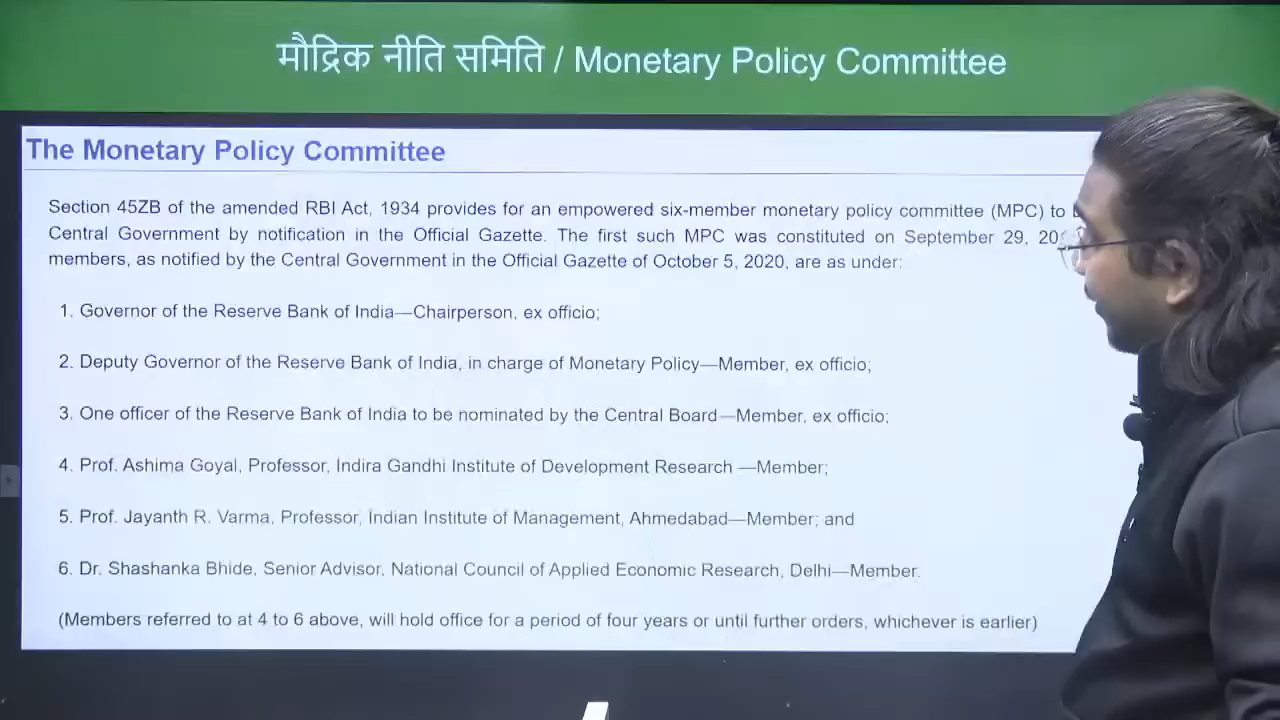 मौद्रिक नीति समिति / Monetary Policy Committee
The Monetary Policy Committee
Section 45ZB of the amended RBI Act, 1934 provides for an empowered six-member monetary policy committee (MPC) to
Central Government by notification in the Official Gazette. The first such MPC was constituted on September 29,
members, as notified by the Central Government in the Official Gazette of October 5, 2020, are as under:
1. Governor of the Reserve Bank of India—Chairperson, ex officio;
2. Deputy Governor of the Reserve Bank of India, in charge of Monetary Policy—Member, ex officio;
3. One officer of the Reserve Bank of India to be nominated by the Central Board—Member, ex officio;
4. Prof. Ashima Goyal, Professor, Indira Gandhi Institute of Development Research —Member;
5. Prof. Jayanth R. Varma, Professor, Indian Institute of Management, Ahmedabad—Member; and
6. Dr. Shashanka Bhide, Senior Advisor, National Council of Applied Economic Research, Delhi—Member.
(Members referred to at 4 to 6 above, will hold office for a period of four years or until further orders, whichever is earlier)